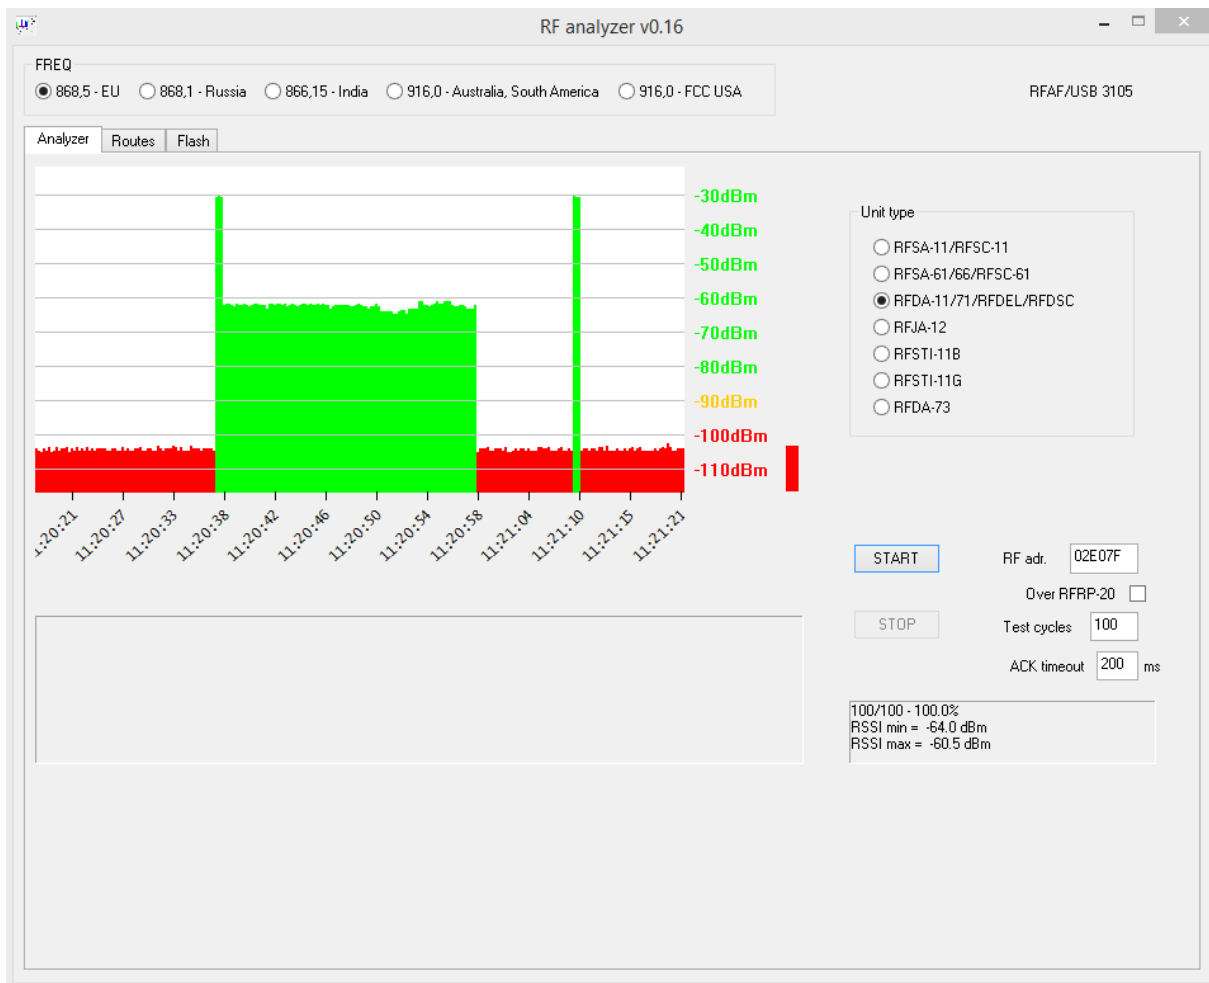 RF analyzer v0.16
FREQ
868,5 - EU 868,1 - Russia 866,15 - India 916,0 - Australia, South America 916,0 - FCC USA
RFAF/USB 3105
Analyzer Routes Flash
-30dBm
-40dBm
-50dBm
-60dBm
-70dBm
-80dBm
-90dBm
-100dBm
-110dBm
1:20:21 11:20:27 11:20:33 11:20:38 11:20:42 11:20:46 11:20:50 11:20:54 11:20:58 11:21:04 11:21:10 11:21:15 11:21:21
Unit type
RFSA-11/RFSC-11
RFSA-61/66/RFSC-61
RFDA-11/71/RFDEL/RFDSC
RFJA-12
RFSTI-11B
RFSTI-11G
RFDA-73
START RF adr. 02E07F
Over RFRP-20
STOP Test cycles 100
ACK timeout 200 ms
100/100 - 100.0%
RSSI min = -64.0 dBm
RSSI max = -60.5 dBm